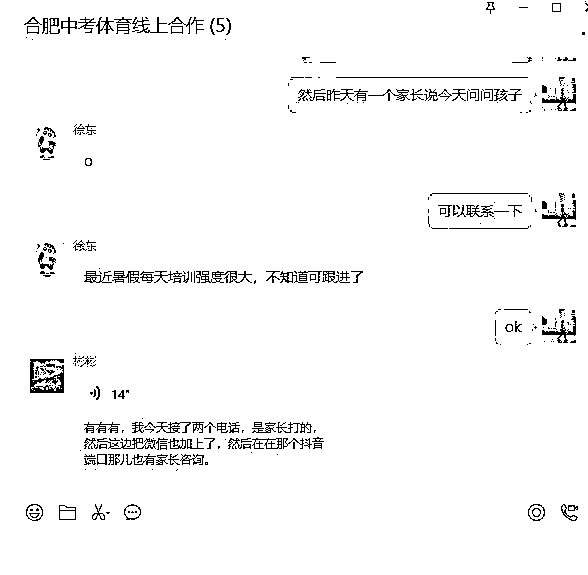 合肥中考体育线上合作 (5)
然后昨天有一个家长说今天问问孩子
徐东
o
可以联系一下
徐东
最近暑假每天培训强度很大，不知道可跟进了
ok
彬彬
14"
有有有，我今天接了两个电话，是家长打的，
然后这边把微信也加上了，然后在在那个抖音
端口那儿也有家长咨询。